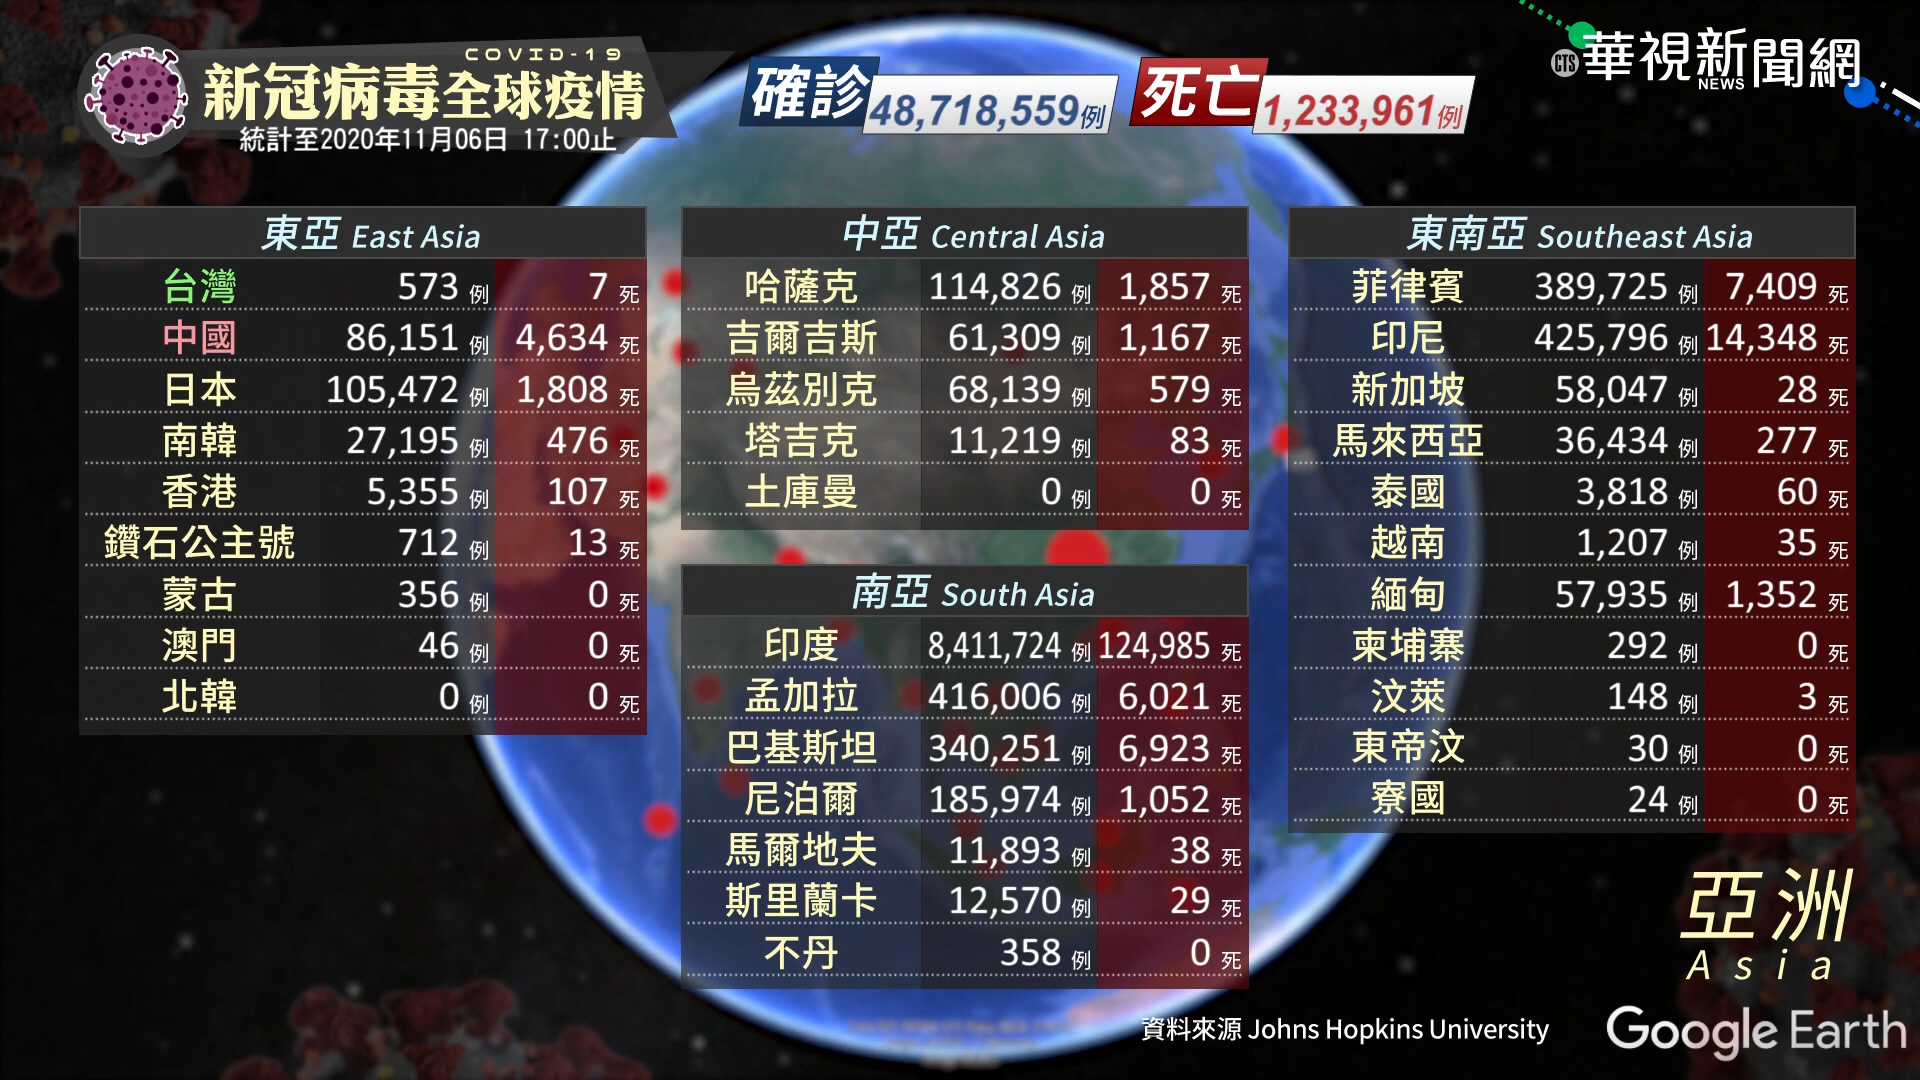 COVID-19
新冠病毒全球疫情
統計至2020年11月06日 17:00止
確診 48,718,559例
死亡 1,233,961例
CTS 華視新聞網
NEWS
東亞 East Asia
台灣 573 例 7 死
中國 86,151 例 4,634 死
日本 105,472 例 1,808 死
南韓 27,195 例 476 死
香港 5,355 例 107 死
鑽石公主號 712 例 13 死
蒙古 356 例 0 死
澳門 46 例 0 死
北韓 0 例 0 死
中亞 Central Asia
哈薩克 114,826 例 1,857 死
吉爾吉斯 61,309 例 1,167 死
烏茲別克 68,139 例 579 死
塔吉克 11,219 例 83 死
土庫曼 0 例 0 死
南亞 South Asia
印度 8,411,724 例 124,985 死
孟加拉 416,006 例 6,021 死
巴基斯坦 340,251 例 6,923 死
尼泊爾 185,974 例 1,052 死
馬爾地夫 11,893 例 38 死
斯里蘭卡 12,570 例 29 死
不丹 358 例 0 死
東南亞 Southeast Asia
菲律賓 389,725 例 7,409 死
印尼 425,796 例 14,348 死
新加坡 58,047 例 28 死
馬來西亞 36,434 例 277 死
泰國 3,818 例 60 死
越南 1,207 例 35 死
緬甸 57,935 例 1,352 死
柬埔寨 292 例 0 死
汶萊 148 例 3 死
東帝汶 30 例 0 死
寮國 24 例 0 死
亞洲
Asia
資料來源 Johns Hopkins University
Google Earth